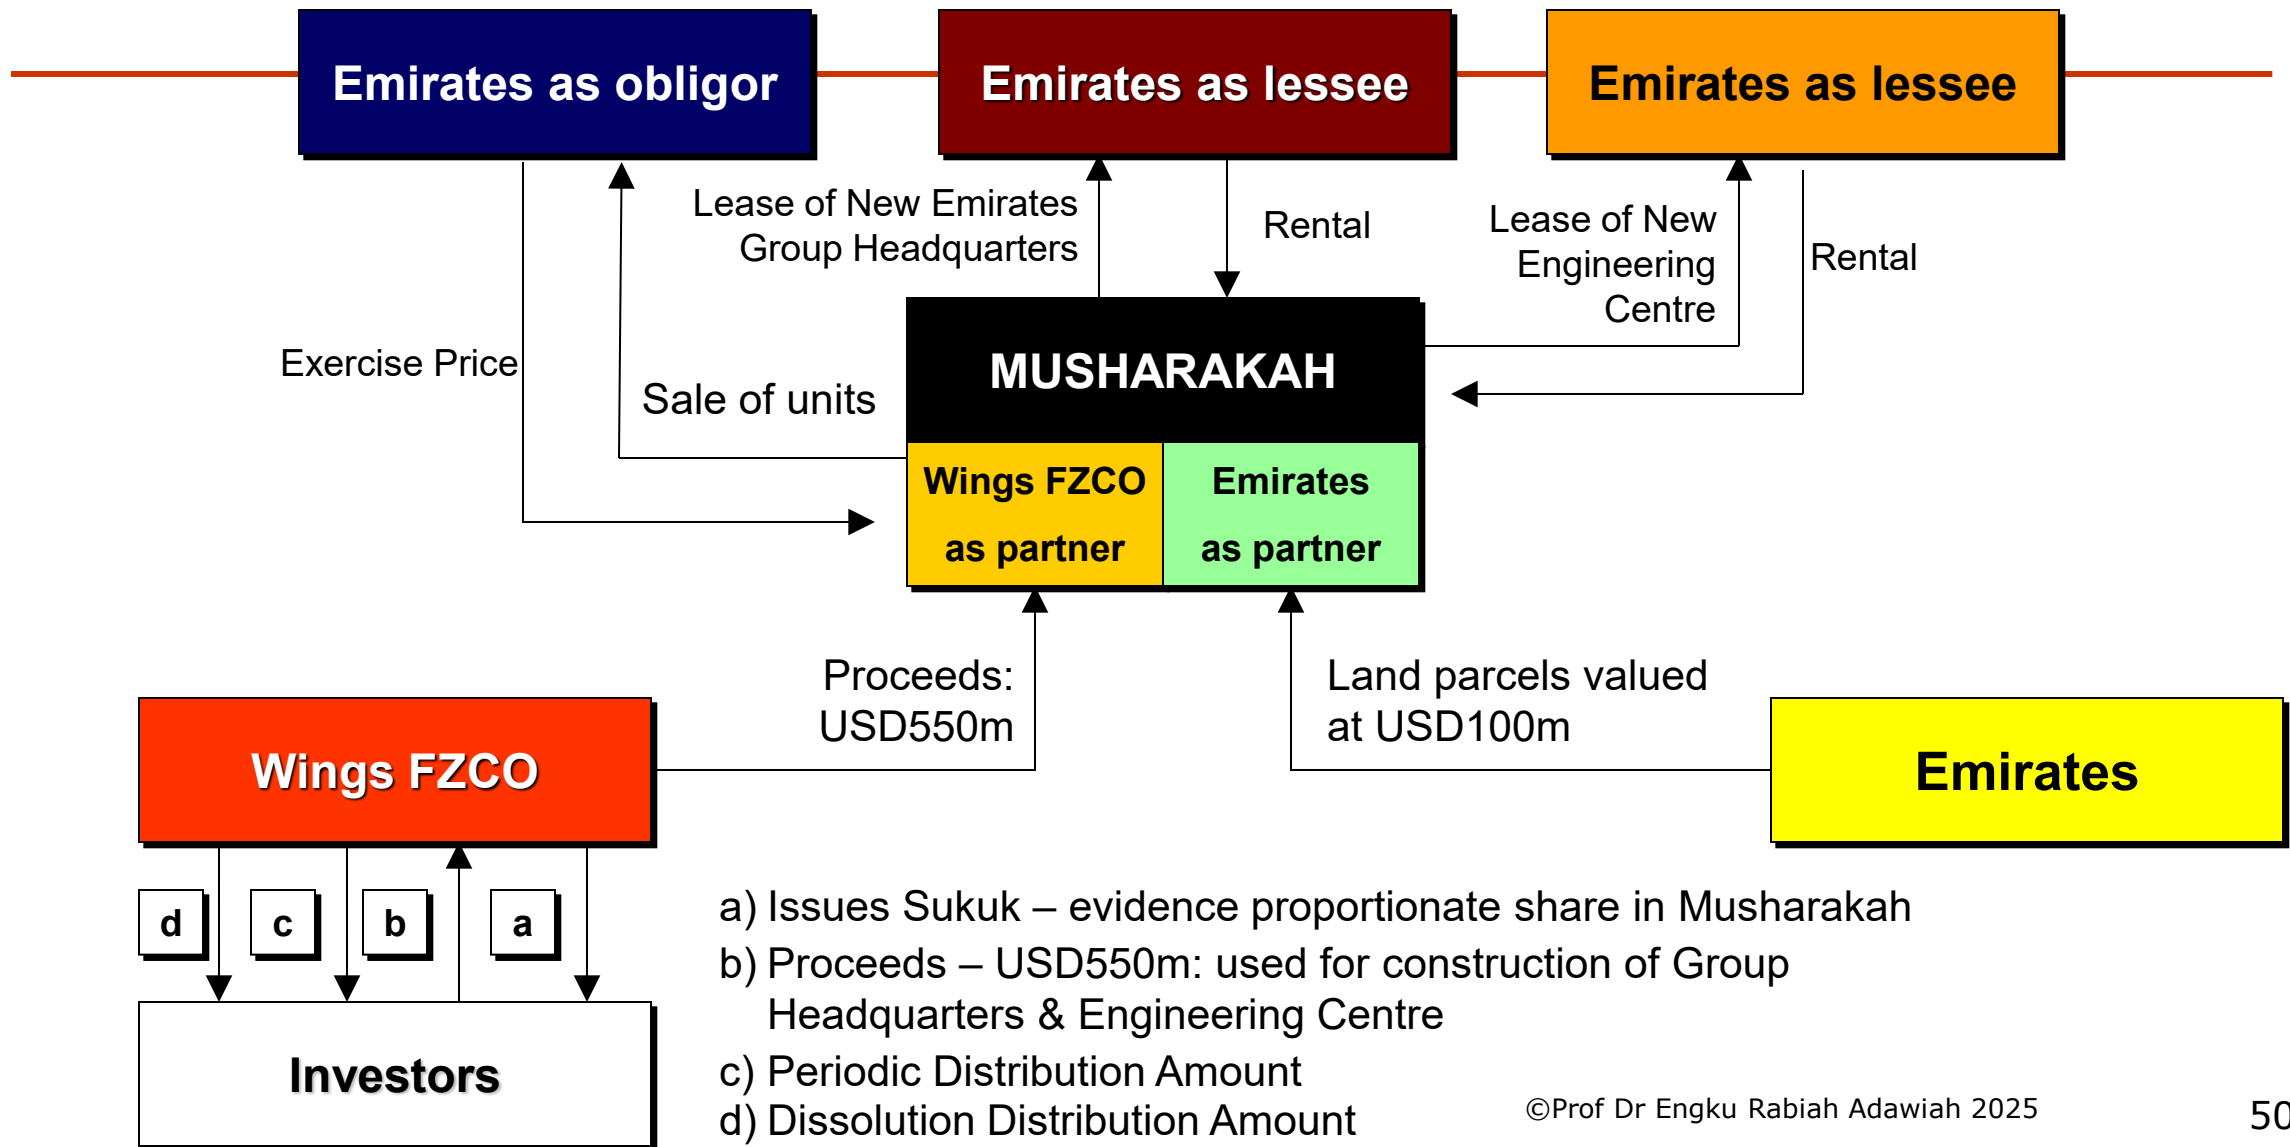 Emirates as obligor
Emirates as lessee
Emirates as lessee
Lease of New Emirates
Group Headquarters
Rental
Lease of New
Engineering
Centre
Rental
Exercise Price
Sale of units
MUSHARAKAH
Wings FZCO
as partner
Emirates
as partner
Proceeds:
USD550m
Land parcels valued
at USD100m
Wings FZCO
Emirates
d
c
b
a
Investors
a) Issues Sukuk – evidence proportionate share in Musharakah
b) Proceeds – USD550m: used for construction of Group
Headquarters & Engineering Centre
c) Periodic Distribution Amount
d) Dissolution Distribution Amount
©Prof Dr Engku Rabiah Adawiah 2025
50